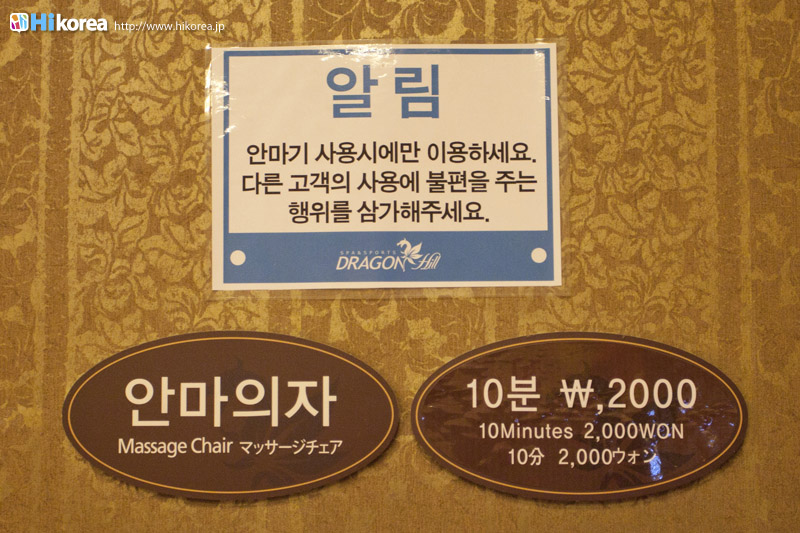 Hikorea http://www.hikorea.jp
알림
안마기 사용시에만 이용하세요.
다른 고객의 사용에 불편을 주는
행위를 삼가해주세요.
SPA&SPORTS
DRAGON Hill
안마의자
Massage Chair マッサージチェア
10분 ₩,2000
10Minutes 2,000WON
10分 2,000ウォン